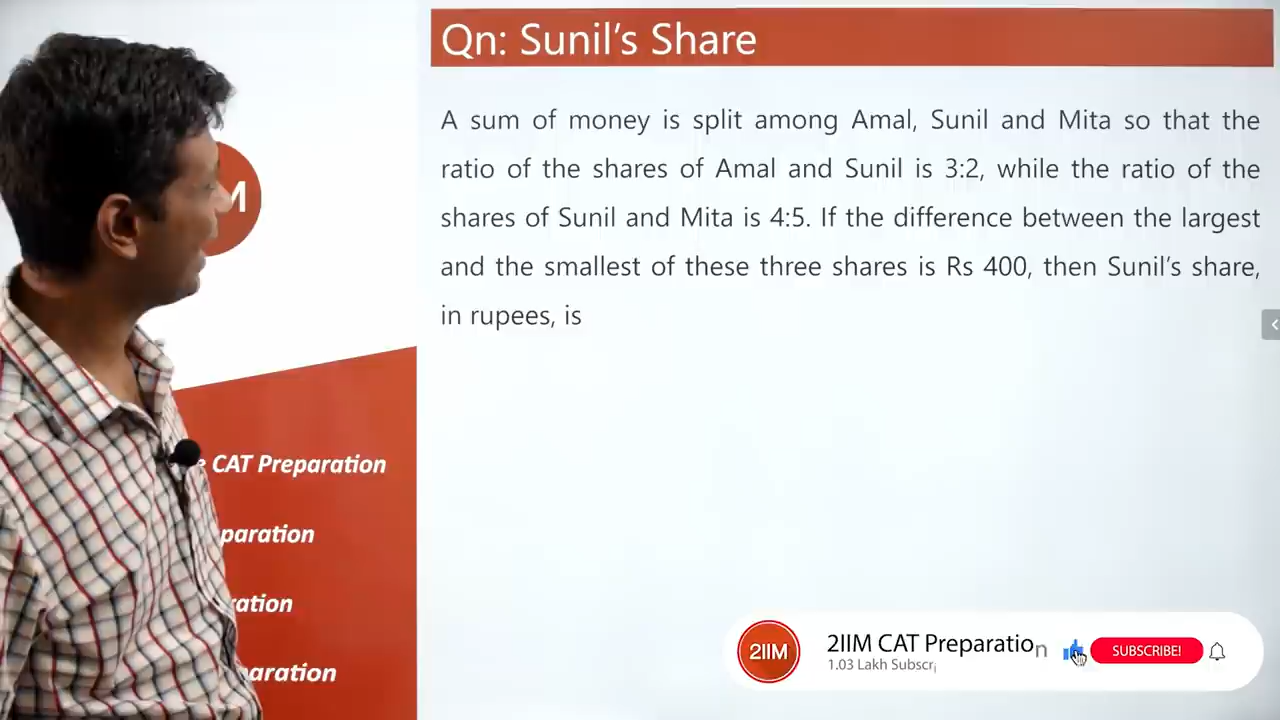 Qn: Sunil's Share
A sum of money is split among Amal, Sunil and Mita so that the
ratio of the shares of Amal and Sunil is 3:2, while the ratio of the
shares of Sunil and Mita is 4:5. If the difference between the largest
and the smallest of these three shares is Rs 400, then Sunil's share,
in rupees, is
M
e CAT Preparation
paration
ration
paration
2IIM
2IIM CAT Preparation
1.03 Lakh Subscr
SUBSCRIBE!